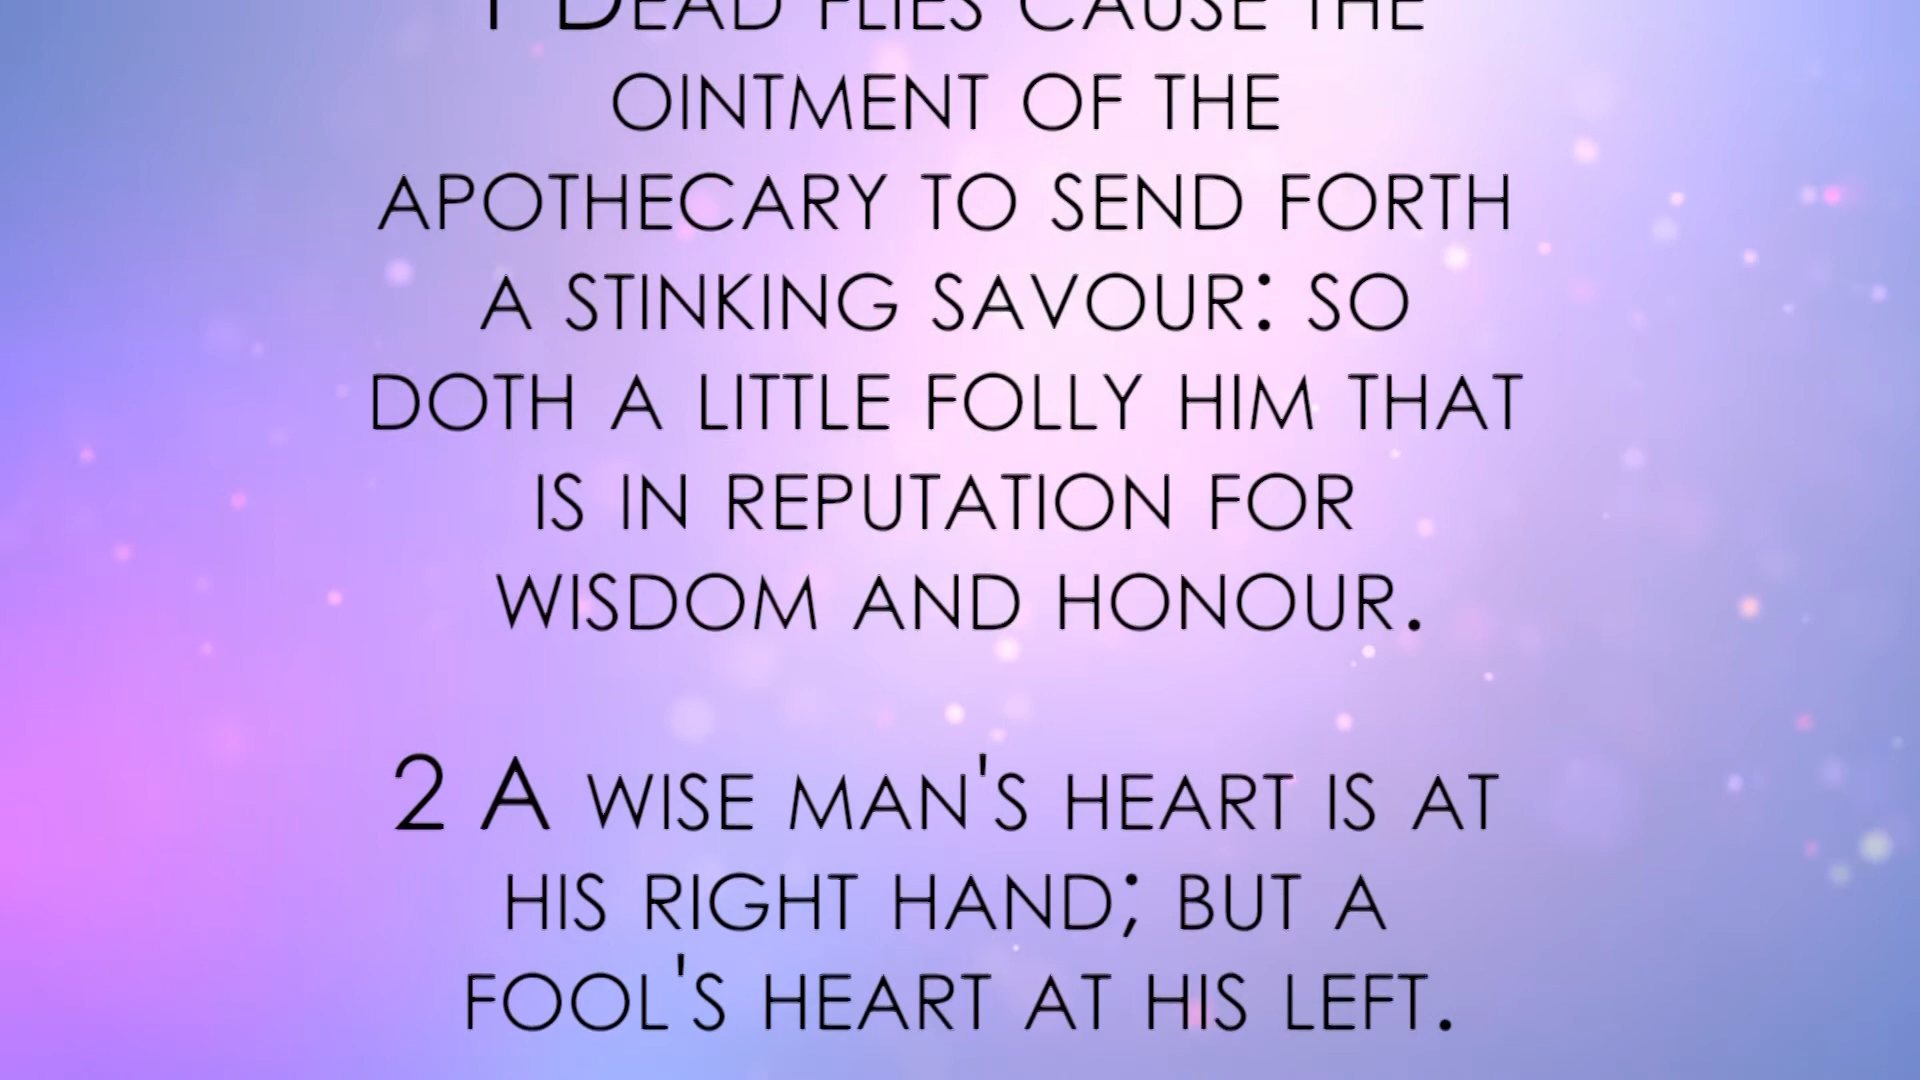 1 Dead flies cause the
ointment of the
apothecary to send forth
a stinking savour: so
doth a little folly him that
is in reputation for
wisdom and honour.
2 A wise man's heart is at
his right hand; but a
fool's heart at his left.